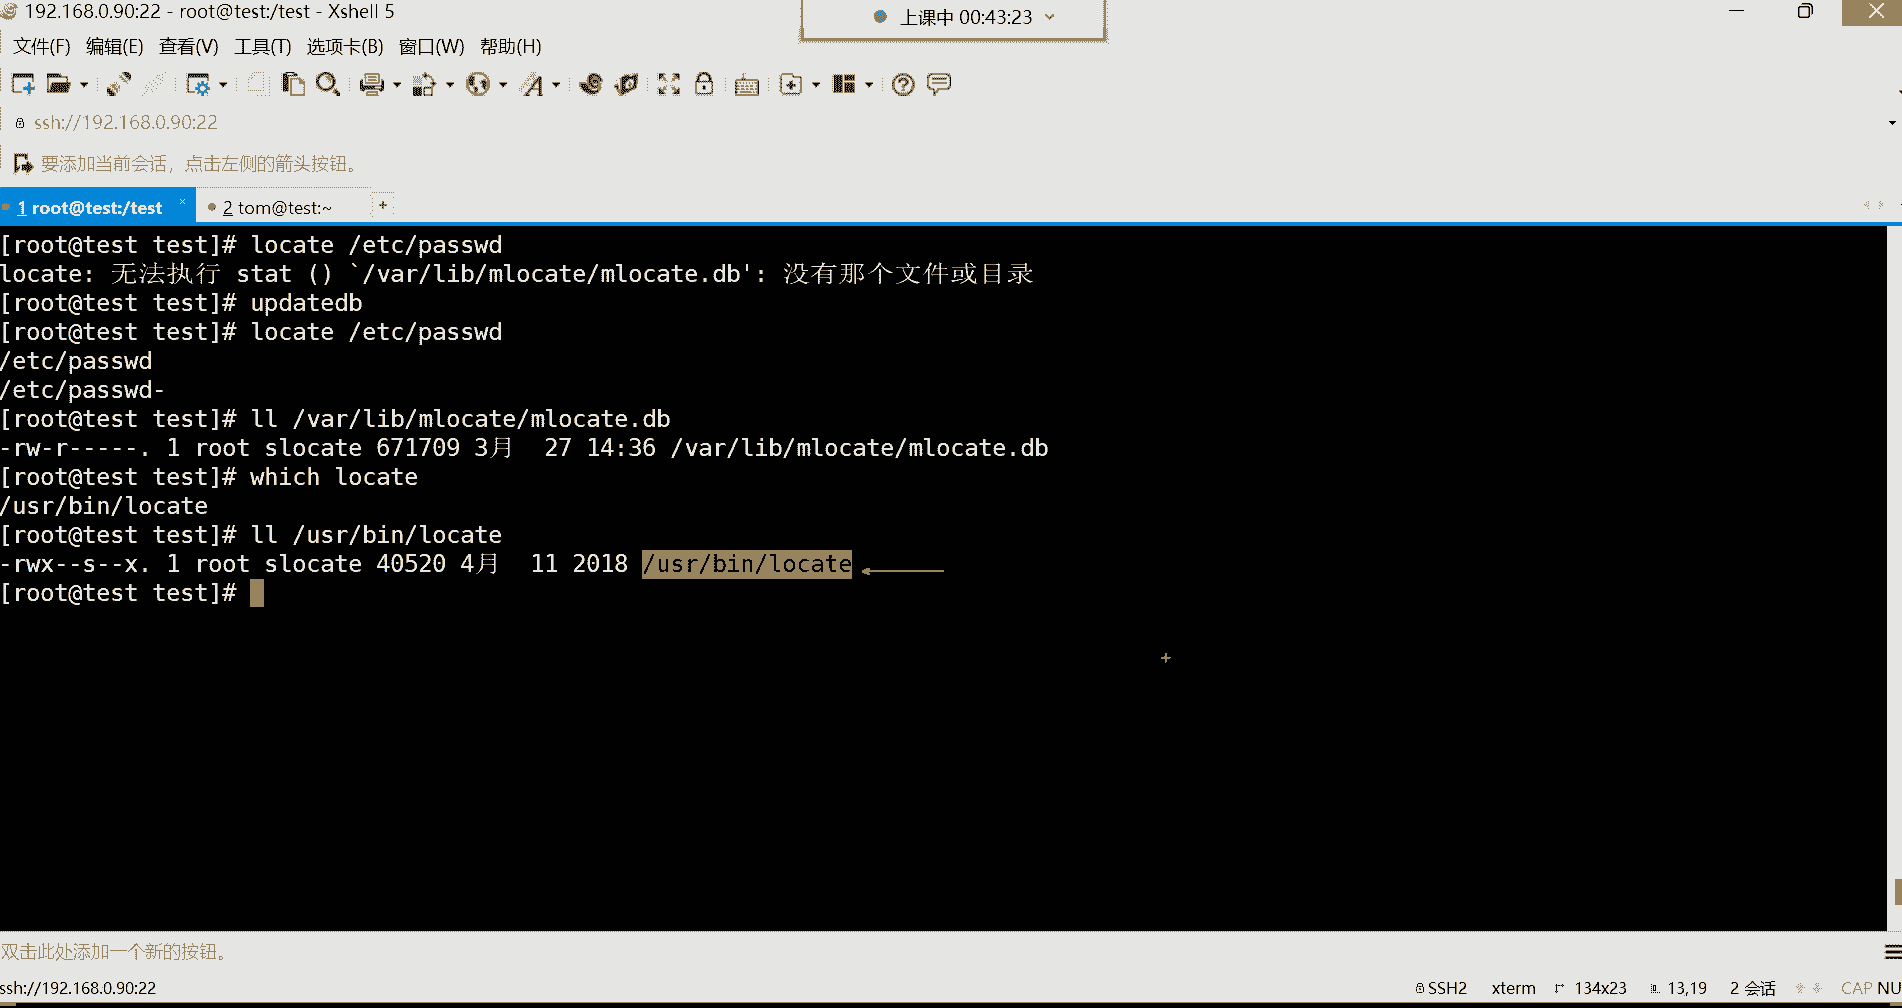 192.168.0.90:22 - root@test:/test - Xshell 5
上课中 00:43:23
文件(F) 编辑(E) 查看(V) 工具(T) 选项卡(B) 窗口(W) 帮助(H)
ssh://192.168.0.90:22
要添加当前会话，点击左侧的箭头按钮。
1 root@test:/test × 2 tom@test:~ +
[root@test test]# locate /etc/passwd
locate: 无法执行 stat () `/var/lib/mlocate/mlocate.db': 没有那个文件或目录
[root@test test]# updatedb
[root@test test]# locate /etc/passwd
/etc/passwd
/etc/passwd-
[root@test test]# ll /var/lib/mlocate/mlocate.db
-rw-r-----. 1 root slocate 671709 3月  27 14:36 /var/lib/mlocate/mlocate.db
[root@test test]# which locate
/usr/bin/locate
[root@test test]# ll /usr/bin/locate
-rwx--s--x. 1 root slocate 40520 4月  11 2018 /usr/bin/locate
[root@test test]#
双击此处添加一个新的按钮。
ssh://192.168.0.90:22 SSH2 xterm 134x23 13,19 2 会话 CAP NU